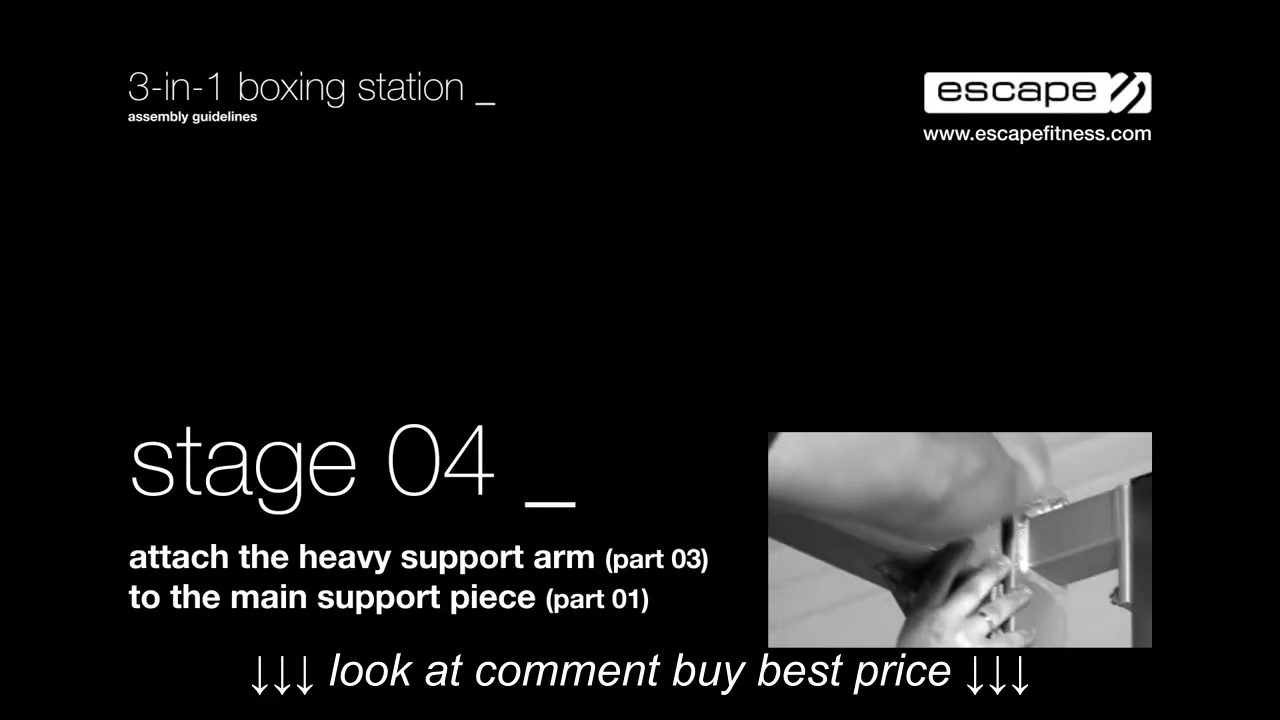 3-in-1 boxing station _
assembly guidelines
escape
www.escapefitness.com
stage 04 _
attach the heavy support arm (part 03)
to the main support piece (part 01)
↓↓↓ look at comment buy best price ↓↓↓